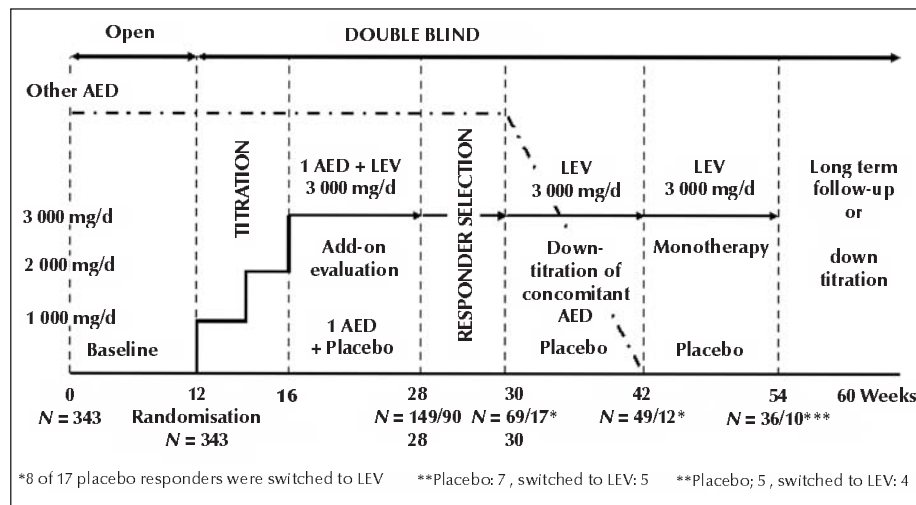 Open
DOUBLE BLIND
Other AED
TITRATION
1 AED + LEV
3 000 mg/d
RESPONDER SELECTION
LEV
3 000 mg/d
LEV
3 000 mg/d
Long term
follow-up
or
down
titration
3 000 mg/d
2 000 mg/d
1 000 mg/d
Add-on
evaluation
Down-
titration of
concomitant
AED
Monotherapy
Baseline
1 AED
+ Placebo
Placebo
Placebo
0 12 16 28 30 42 54 60 Weeks
N = 343 Randomisation N = 149/90 N = 69/17* N = 49/12* N = 36/10***
N = 343 28 30
*8 of 17 placebo responders were switched to LEV **Placebo: 7 , switched to LEV: 5 **Placebo; 5 , switched to LEV: 4